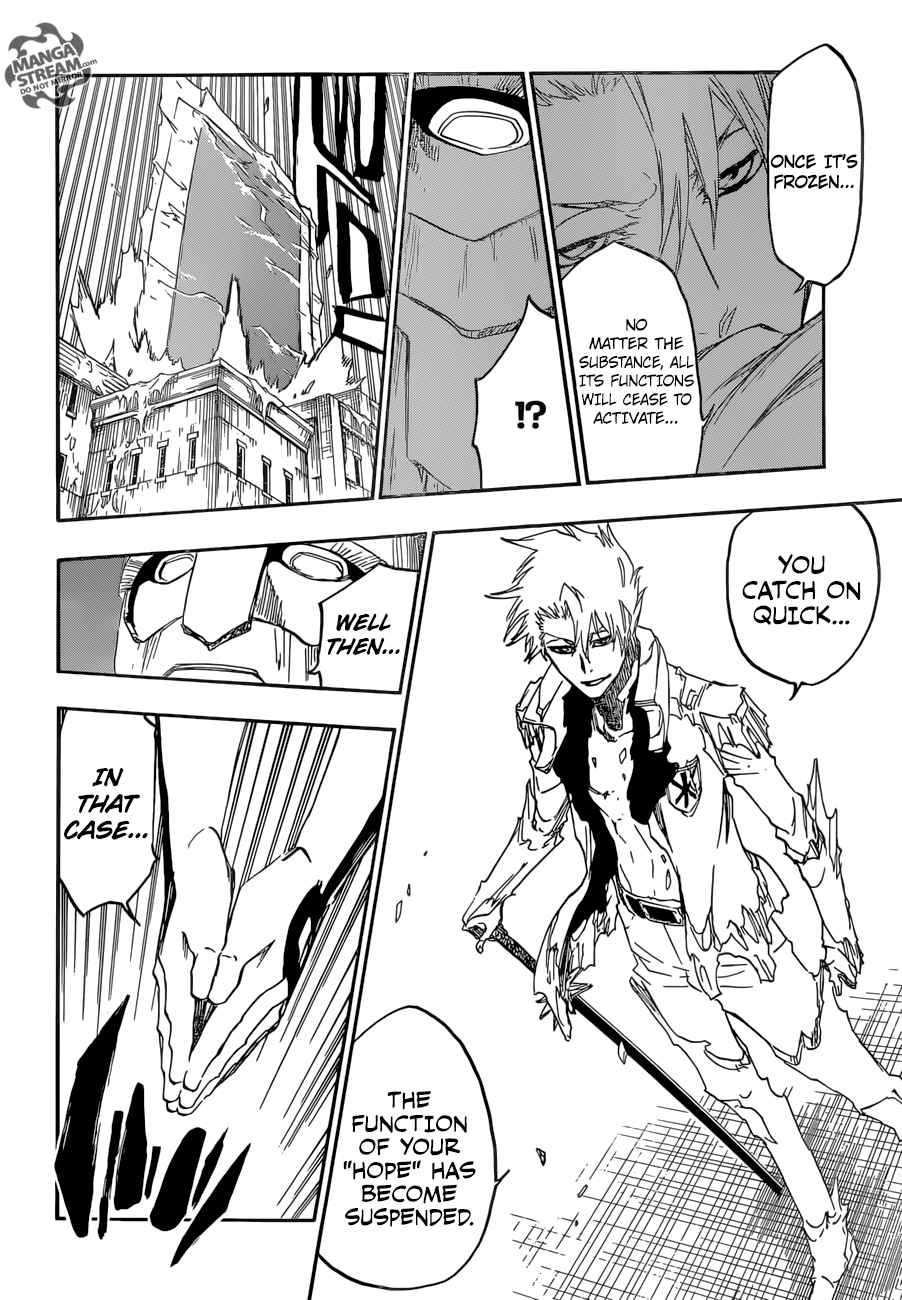 MANGA
STREAM.com
DO NOT MIRROR
ONCE IT'S
FROZEN...
NO
MATTER THE
SUBSTANCE, ALL
ITS FUNCTIONS
WILL CEASE TO
ACTIVATE...
!?
YOU
CATCH ON
QUICK...
WELL
THEN...
IN
THAT
CASE...
THE
FUNCTION
OF YOUR
"HOPE" HAS
BECOME
SUSPENDED.